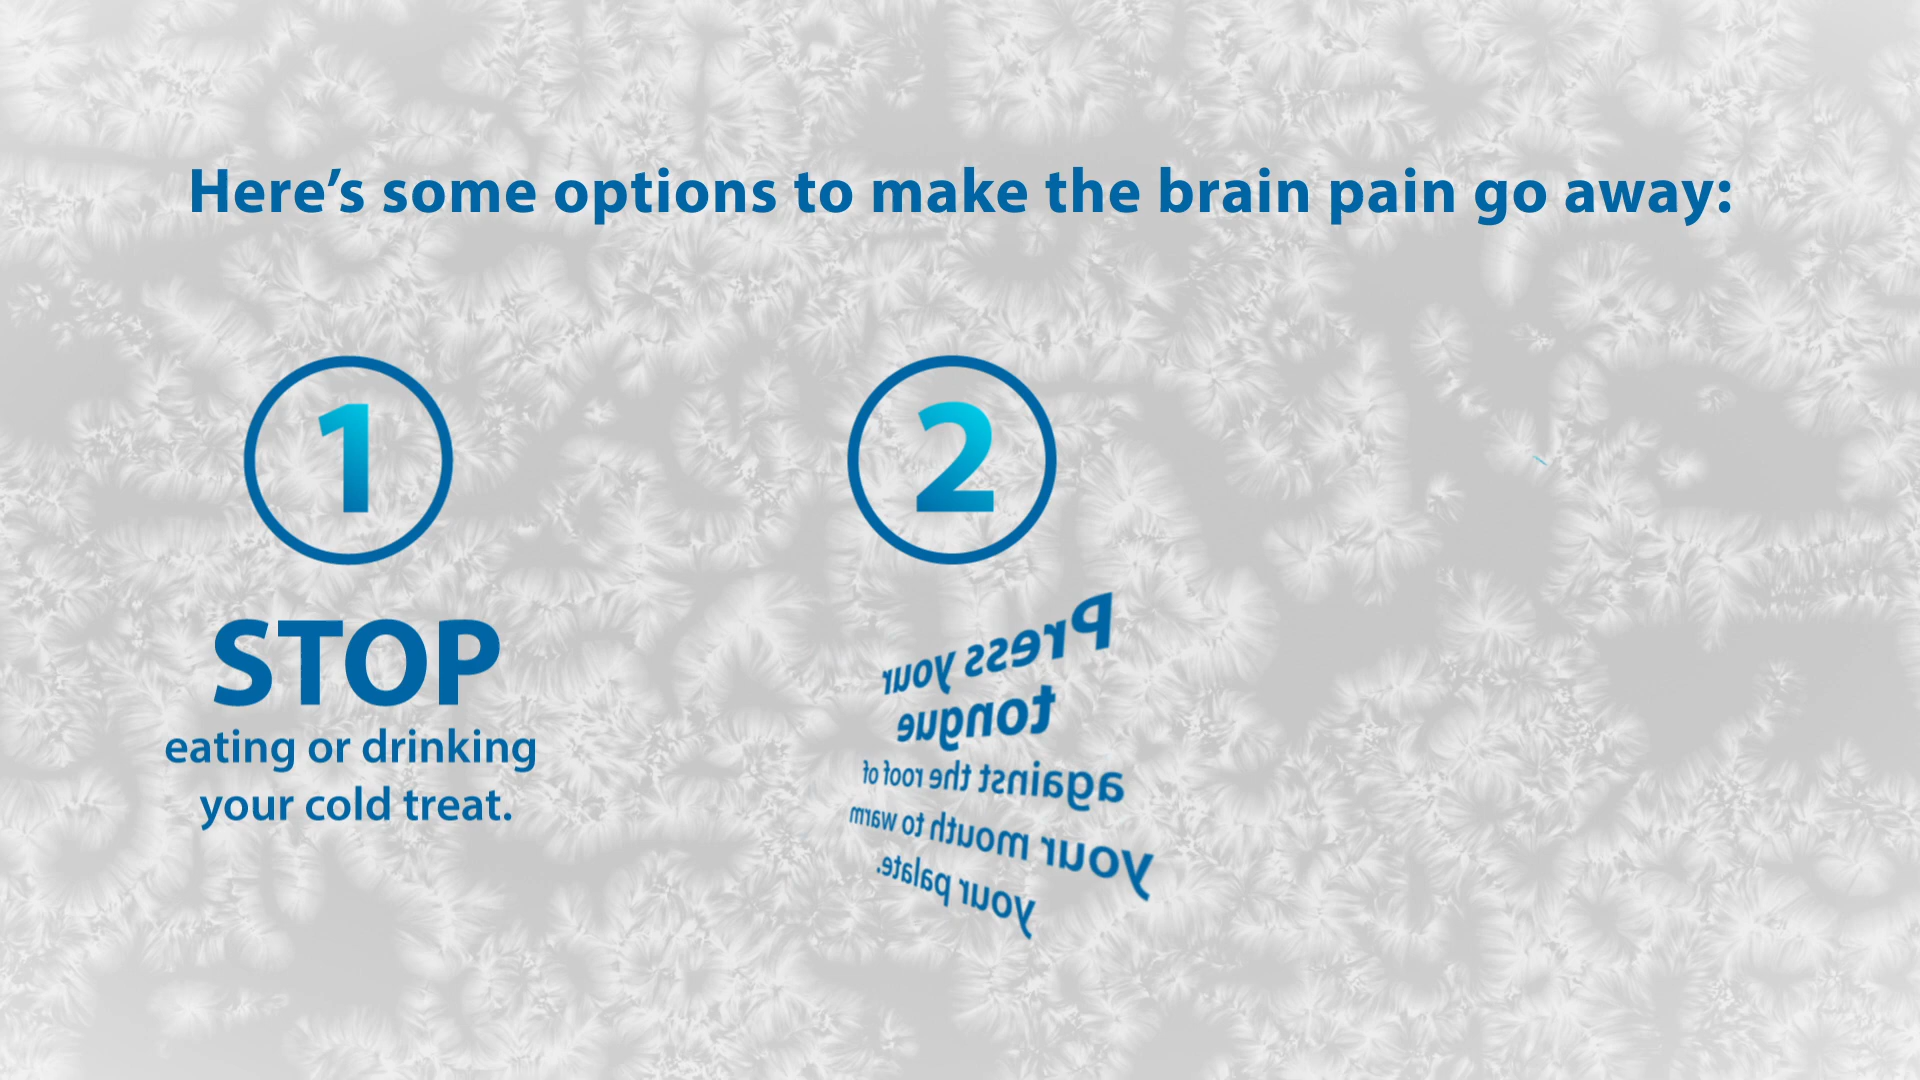 Here’s some options to make the brain pain go away:
1
STOP
eating or drinking
your cold treat.
2
Press your
tongue
against the roof of
your mouth to warm
your palate.